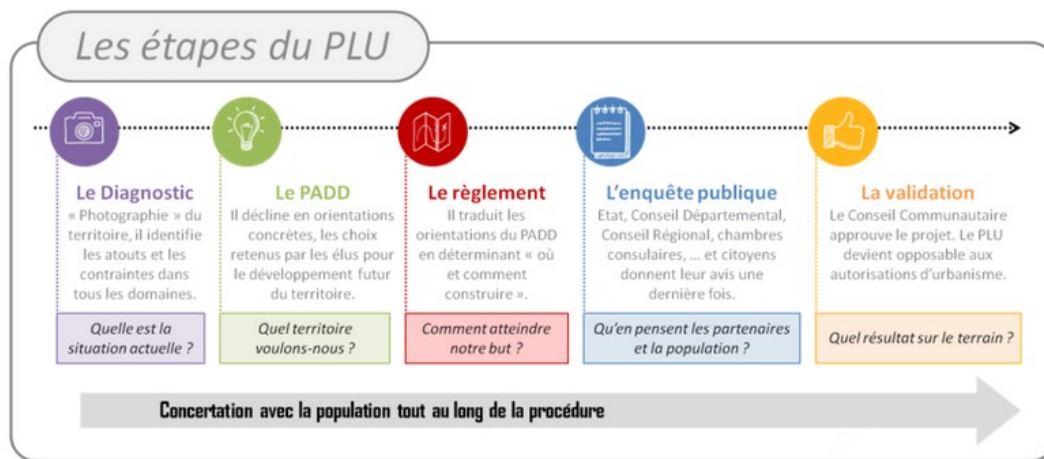 Les étapes du PLU
Le Diagnostic
« Photographie » du
territoire, il identifie
les atouts et les
contraintes dans
tous les domaines.
Quelle est la
situation actuelle ?
Le PADD
Il décline en orientations
concrètes, les choix
retenus par les élus pour
le développement futur
du territoire.
Quel territoire
voulons-nous ?
Le règlement
Il traduit les
orientations du PADD
en déterminant « où
et comment
construire ».
Comment atteindre
notre but ?
L'enquête publique
Etat, Conseil Départemental,
Conseil Régional, chambres
consulaires, ... et citoyens
donnent leur avis une
dernière fois.
Qu'en pensent les partenaires
et la population ?
La validation
Le Conseil Communautaire
approuve le projet. Le PLU
devient opposable aux
autorisations d'urbanisme.
Quel résultat sur le terrain ?
Concertation avec la population tout au long de la procédure